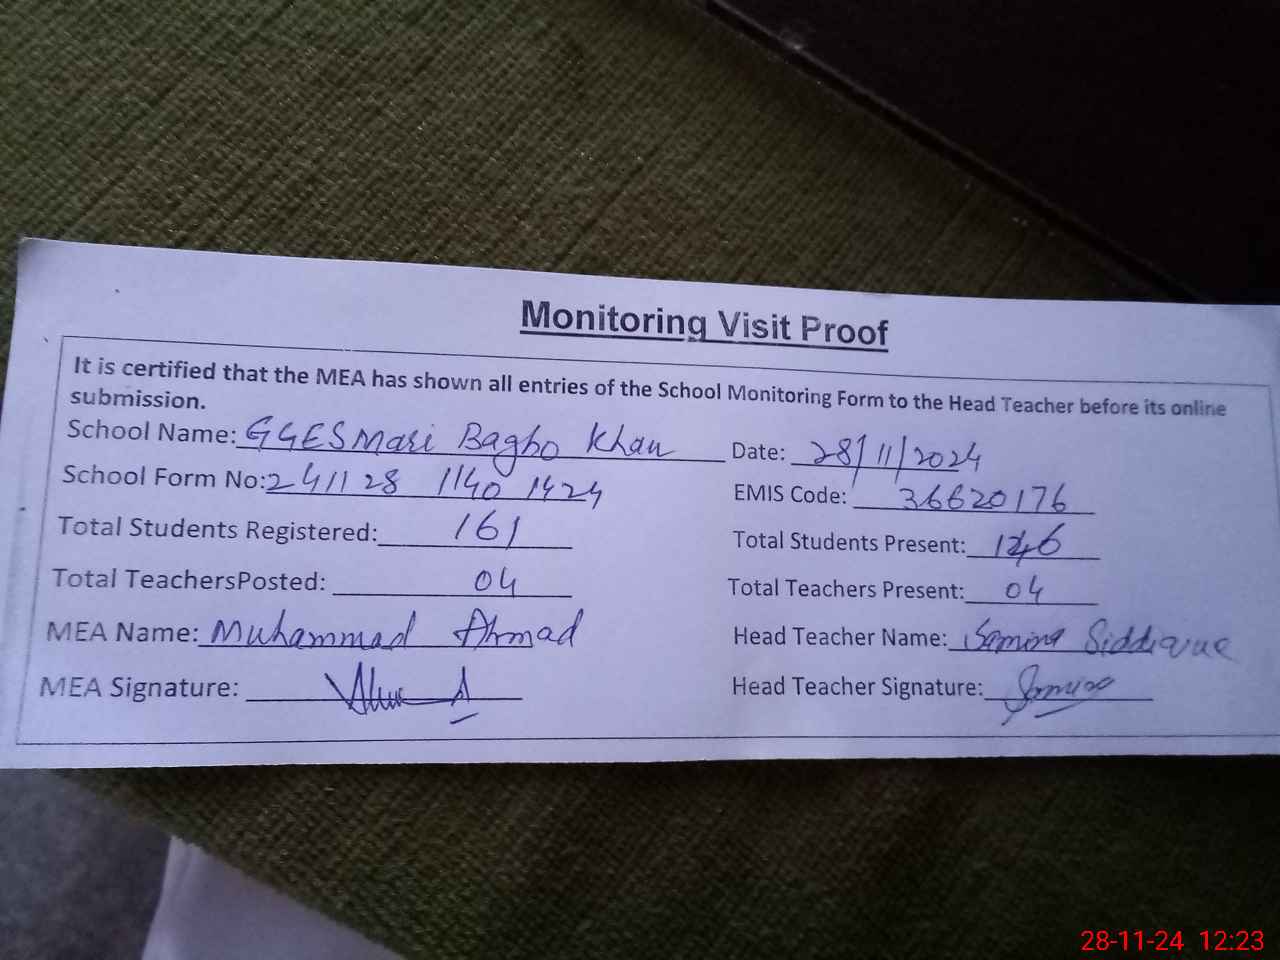 Monitoring Visit Proof
It is certified that the MEA has shown all entries of the School Monitoring Form to the Head Teacher before its online
submission.
School Name: GGES Mari Bagho Khan Date: 28/11/2024
School Form No: 241128 1140 1424 EMIS Code: 36620176
Total Students Registered: 161 Total Students Present: 146
Total TeachersPosted: 04 Total Teachers Present: 04
MEA Name: Muhammad Ahmad Head Teacher Name: Samina Siddique
MEA Signature: Head Teacher Signature: Samina
28-11-24 12:23